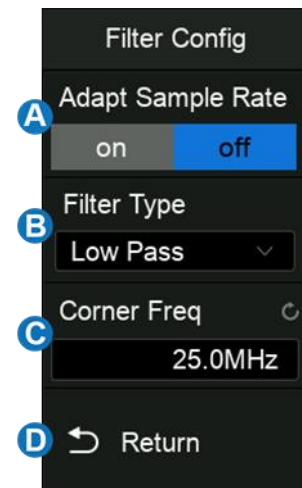 Filter Config
A
Adapt Sample Rate
on off
B
Filter Type
Low Pass
C
Corner Freq
25.0MHz
D
Return